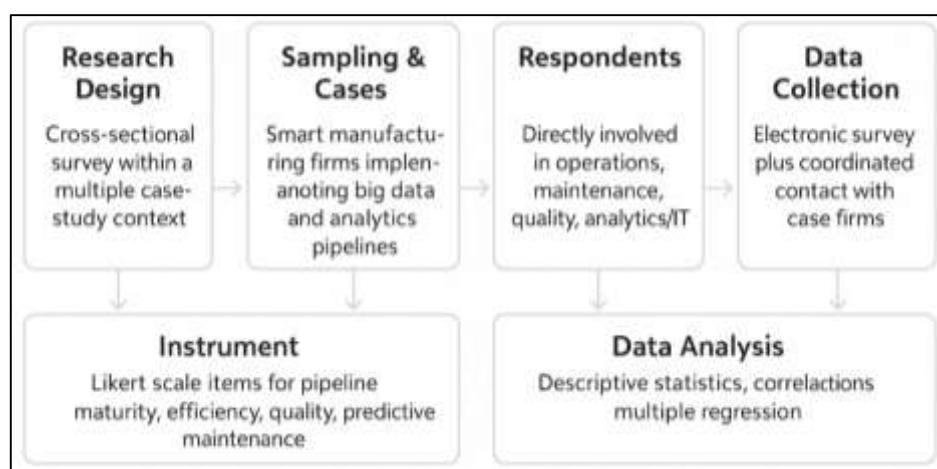 Research
Design
Cross-sectional
survey within a
multiple case-
study context
Sampling &
Cases
Smart manufactu-
ring firms implen-
anoting big data
and analytics
pipelines
Respondents
Directly involved
in operations,
maintenance,
quality, analytics/IT
Data
Collection
Electronic survey
plus coordinated
contact with
case firms
Instrument
Likert scale items for pipeline
maturity, efficiency, quality, predictive
maintenance
Data Analysis
Descriptive statistics, correlactions
multiple regression